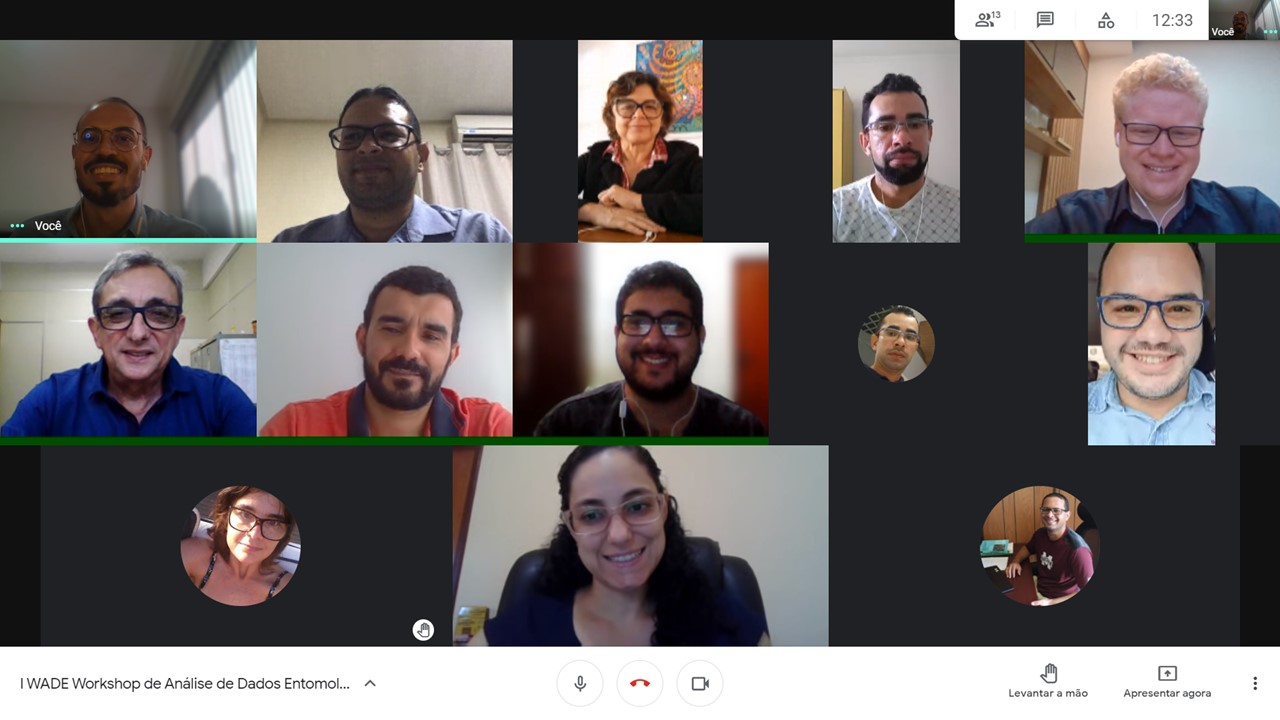 13
12:33
Você
Você
I WADE Workshop de Análise de Dados Entomol...
Levantar a mão
Apresentar agora